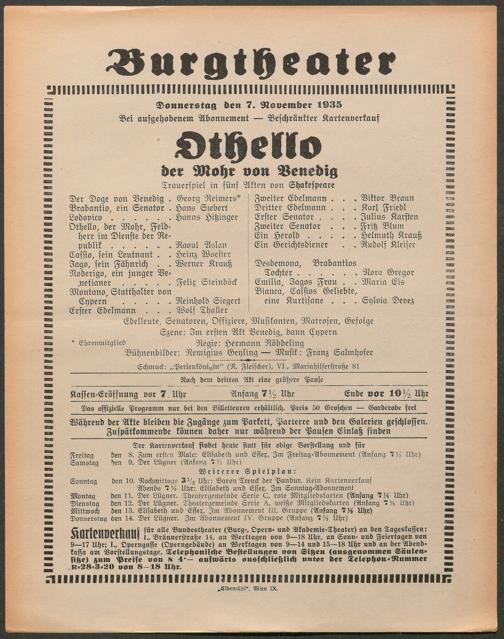 Burgtheater
Donnerstag den 7. November 1935
Bei aufgehobenem Abonnement — Beschränkter Kartenverkauf
Othello
der Mohr von Venedig
Trauerspiel in fünf Akten von Shakespeare
Der Doge von Venedig . Georg Reimers*
Brabantio, ein Senator . Hans Siebert
Lodovico . . . . . . Hanns Hitzinger
Othello, der Mohr, Feld-
herr im Dienste der Re-
publik . . . . . . Raoul Aslan
Cassio, sein Leutnant . . Heinz Woester
Jago, sein Fähnrich . . Werner Krauß
Roderigo, ein junger Ve-
netianer . . . . . . Felix Steinböck
Montano, Statthalter von
Cypern . . . . . . Reinhold Siegert
Erster Edelmann . . Wolf Thaller
Zweiter Edelmann . . . Viktor Braun
Dritter Edelmann . . . Karl Friedl
Erster Senator . . . . Julius Karsten
Zweiter Senator . . . Fritz Blum
Ein Herold . . . . . Helmuth Krauß
Ein Gerichtsdiener . . Rudolf Kleiser
Desdemona, Brabantios
Tochter . . . . . . Nora Gregor
Emilia, Jagos Frau . . Maria Eis
Bianca, Cassios Geliebte,
eine Kurtisane . . . Sylvia Devez
Edelleute, Senatoren, Offiziere, Musikanten, Matrosen, Gefolge
Szene: Im ersten Akt Venedig, dann Cypern
* Ehrenmitglied
Regie: Hermann Röbbeling
Bühnenbilder: Remigius Geyling — Musik: Franz Salmhofer
Schmuck: „Perlenkönigin" (R. Fleischer), VI., Mariahilferstraße 81
Nach dem dritten Akt eine größere Pause
Kassen-Eröffnung vor 7 Uhr Anfang 7½ Uhr Ende vor 10½ Uhr
Das offizielle Programm nur bei den Billetteuren erhältlich. Preis 50 Groschen — Garderobe frei
Während der Akte bleiben die Zugänge zum Parkett, Parterre und den Galerien geschlossen.
Zuspätkommende können daher nur während der Pausen Einlaß finden
Der Kartenverkauf findet heute statt für obige Vorstellung und für
Freitag den 8. Zum ersten Male: Elisabeth und Essex. Im Freitag-Abonnement (Anfang 7½ Uhr)
Samstag den 9. Der Lügner (Anfang 7½ Uhr)
Weiterer Spielplan:
Sonntag den 10. Nachmittags 3½ Uhr: Baron Trenck der Pandur. Kein Kartenverkauf
Abends 7½ Uhr: Elisabeth und Essex. Im Sonntag-Abonnement
Montag den 11. Der Lügner. Theatergemeinde Serie C, rote Mitgliedskarten (Anfang 7½ Uhr)
Dienstag den 12. Der Lügner. Theatergemeinde Serie A, weiße Mitgliedskarten (Anfang 7½ Uhr)
Mittwoch den 13. Elisabeth und Essex. Im Abonnement III. Gruppe (Anfang 7½ Uhr)
Donnerstag den 14. Der Lügner. Im Abonnement IV. Gruppe (Anfang 7½ Uhr)
Kartenverkauf für alle Bundestheater (Burg-, Opern- und Akademie-Theater) an den Tageskassen:
I., Bräunerstraße 14, an Werktagen von 9—18 Uhr, an Sonn- und Feiertagen von
9—17 Uhr; I., Operngasse (Operngebäude) an Werktagen von 9—14 und 15—18 Uhr und an der Abend-
kassa am Vorstellungstage. Telephonische Bestellungen von Sitzen (ausgenommen Säulen-
sitze) zum Preise von S 4·— aufwärts ausschließlich unter der Telephon-Nummer
R=28=3=20 von 8—18 Uhr.
„Elbemühl", Wien IX.